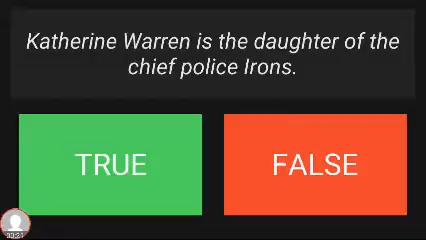 Katherine Warren is the daughter of the
chief police Irons.
TRUE
FALSE